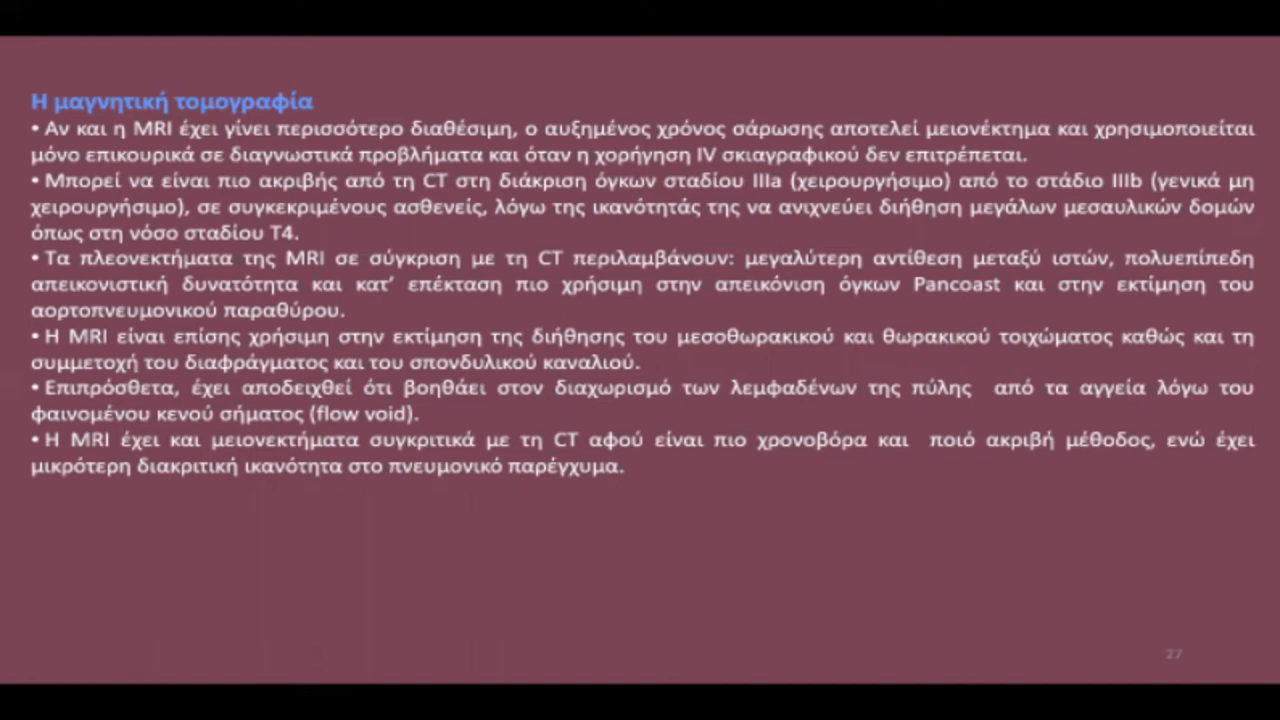 Η μαγνητική τομογραφία
• Αν και η MRI έχει γίνει περισσότερο διαθέσιμη, ο αυξημένος χρόνος σάρωσης αποτελεί μειονέκτημα και χρησιμοποιείται
μόνο επικουρικά σε διαγνωστικά προβλήματα και όταν η χορήγηση IV σκιαγραφικού δεν επιτρέπεται.
• Μπορεί να είναι πιο ακριβής από τη CT στη διάκριση όγκων σταδίου IIIa (χειρουργήσιμο) από το στάδιο IIIb (γενικά μη
χειρουργήσιμο), σε συγκεκριμένους ασθενείς, λόγω της ικανότητάς της να ανιχνεύει διήθηση μεγάλων μεσαυλικών δομών
όπως στη νόσο σταδίου T4.
• Τα πλεονεκτήματα της MRI σε σύγκριση με τη CT περιλαμβάνουν: μεγαλύτερη αντίθεση μεταξύ ιστών, πολυεπίπεδη
απεικονιστική δυνατότητα και κατ’ επέκταση πιο χρήσιμη στην απεικόνιση όγκων Pancoast και στην εκτίμηση του
αορτοπνευμονικού παραθύρου.
• Η MRI είναι επίσης χρήσιμη στην εκτίμηση της διήθησης του μεσοθωρακικού και θωρακικού τοιχώματος καθώς και τη
συμμετοχή του διαφράγματος και του σπονδυλικού καναλιού.
• Επιπρόσθετα, έχει αποδειχθεί ότι βοηθάει στον διαχωρισμό των λεμφαδένων της πύλης από τα αγγεία λόγω του
φαινομένου κενού σήματος (flow void).
• Η MRI έχει και μειονεκτήματα συγκριτικά με τη CT αφού είναι πιο χρονοβόρα και ποιό ακριβή μέθοδος, ενώ έχει
μικρότερη διακριτική ικανότητα στο πνευμονικό παρέγχυμα.
27